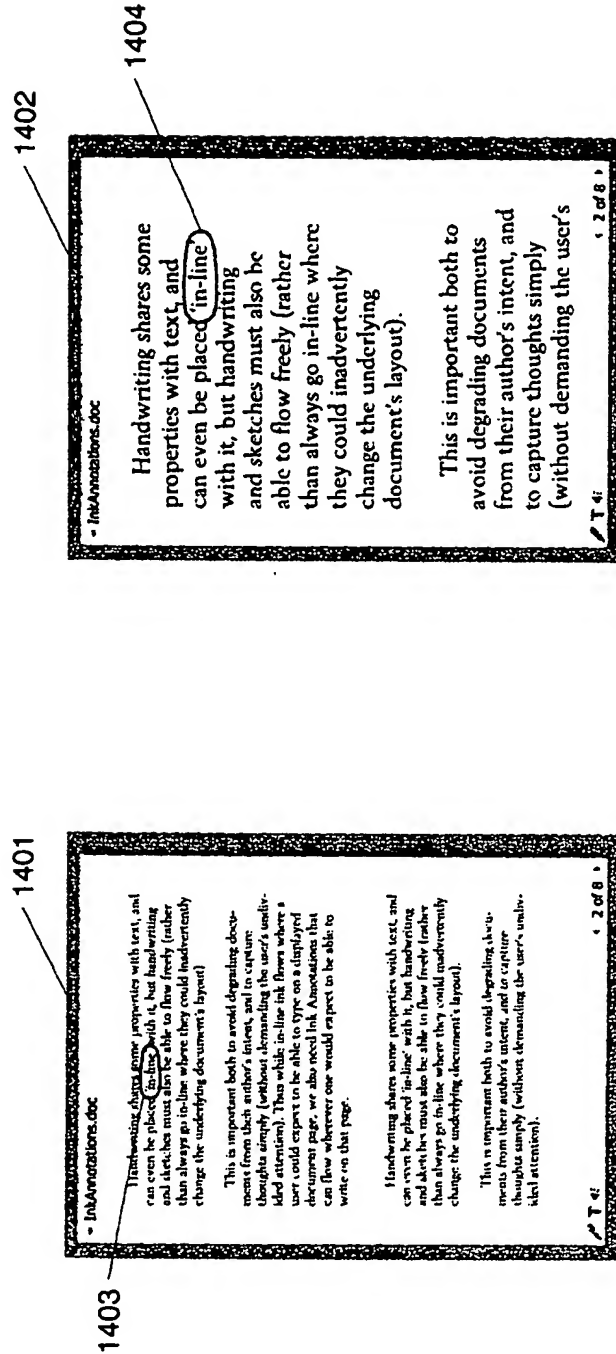 1401
1403
- InkAnnotations.doc
Handwriting shares some properties with text, and
can even be placed 'in-line' with it, but handwriting
and sketches must also be able to flow freely (rather
than always go in-line where they could inadvertently
change the underlying document's layout)
This is important both to avoid degrading docu-
ments from their author's intent, and to capture
thoughts simply (without demanding the user's undiv-
ided attention). Thus while in-line ink flows where a
user could expect to be able to type on a displayed
document page, we also need Ink Annotations that
can flow wherever one would expect to be able to
write on that page.
Handwriting shares some properties with text, and
can even be placed 'in-line' with it, but handwriting
and sketches must also be able to flow freely (rather
than always go in-line where they could inadvertently
change the underlying document's layout).
This is important both to avoid degrading docu-
ments from their author's intent, and to capture
thoughts simply (without demanding the user's undiv-
ided attention).
T
‹ 2 of 8 ›
1402
1404
- InkAnnotations.doc
Handwriting shares some
properties with text, and
can even be placed 'in-line'
with it, but handwriting
and sketches must also be
able to flow freely (rather
than always go in-line where
they could inadvertently
change the underlying
document's layout).
This is important both to
avoid degrading documents
from their author's intent, and
to capture thoughts simply
(without demanding the user's
T
‹ 2 of 8 ›